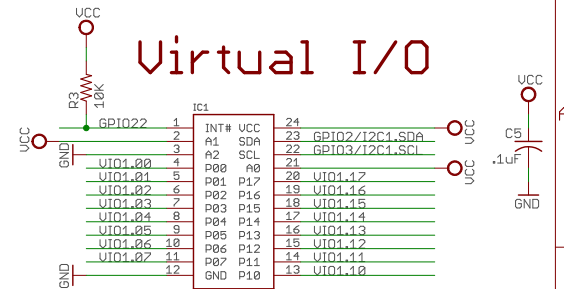 VCC
Virtual I/O
R3
10K
IC1
VCC
GPIO22 1 INT# VCC 24 VCC
VCC 2 A1 SDA 23 GPIO2/I2C1.SDA
GND 3 A2 SCL 22 GPIO3/I2C1.SCL
VIO1.00 4 P00 A0 21 VCC
VIO1.01 5 P01 P17 20 VIO1.17
VIO1.02 6 P02 P16 19 VIO1.16
VIO1.03 7 P03 P15 18 VIO1.15
VIO1.04 8 P04 P14 17 VIO1.14
VIO1.05 9 P05 P13 16 VIO1.13
VIO1.06 10 P06 P12 15 VIO1.12
VIO1.07 11 P07 P11 14 VIO1.11
GND 12 GND P10 13 VIO1.10
C5
.1uF
GND